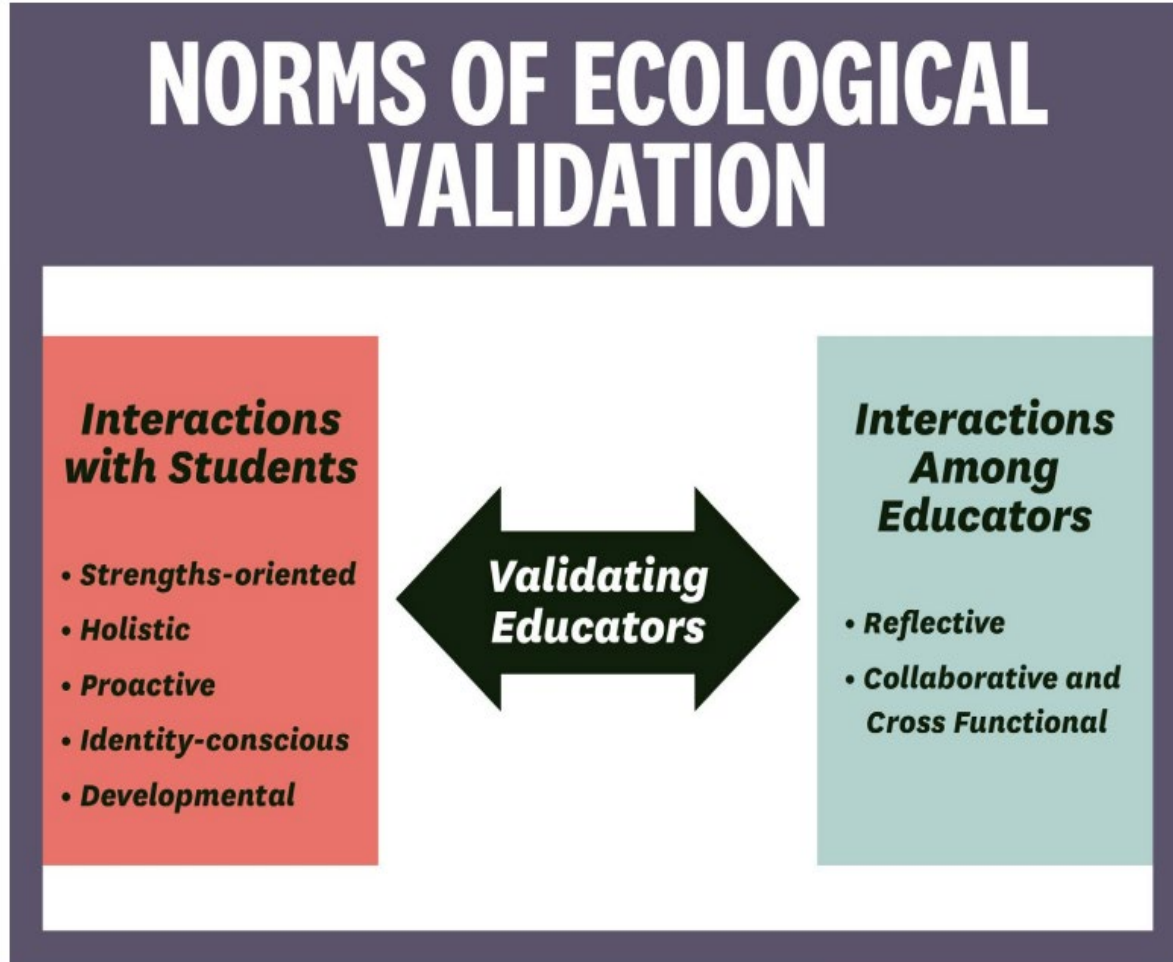 NORMS OF ECOLOGICAL
VALIDATION
Interactions
with Students
• Strengths-oriented
• Holistic
• Proactive
• Identity-conscious
• Developmental
Validating
Educators
Interactions
Among
Educators
• Reflective
• Collaborative and
Cross Functional